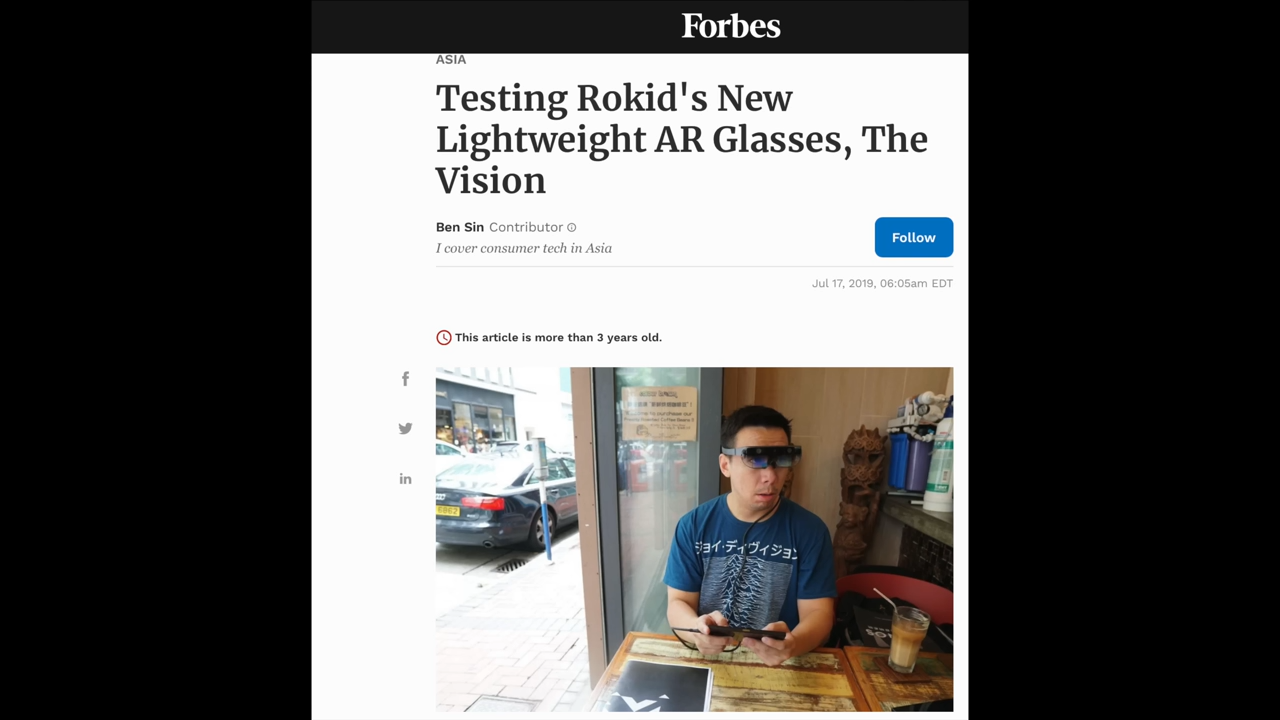 Forbes
ASIA
Testing Rokid's New
Lightweight AR Glasses, The
Vision
Ben Sin Contributor
Follow
I cover consumer tech in Asia
Jul 17, 2019, 06:05am EDT
This article is more than 3 years old.
f
in
6862
ジョイ・ディヴィジョン